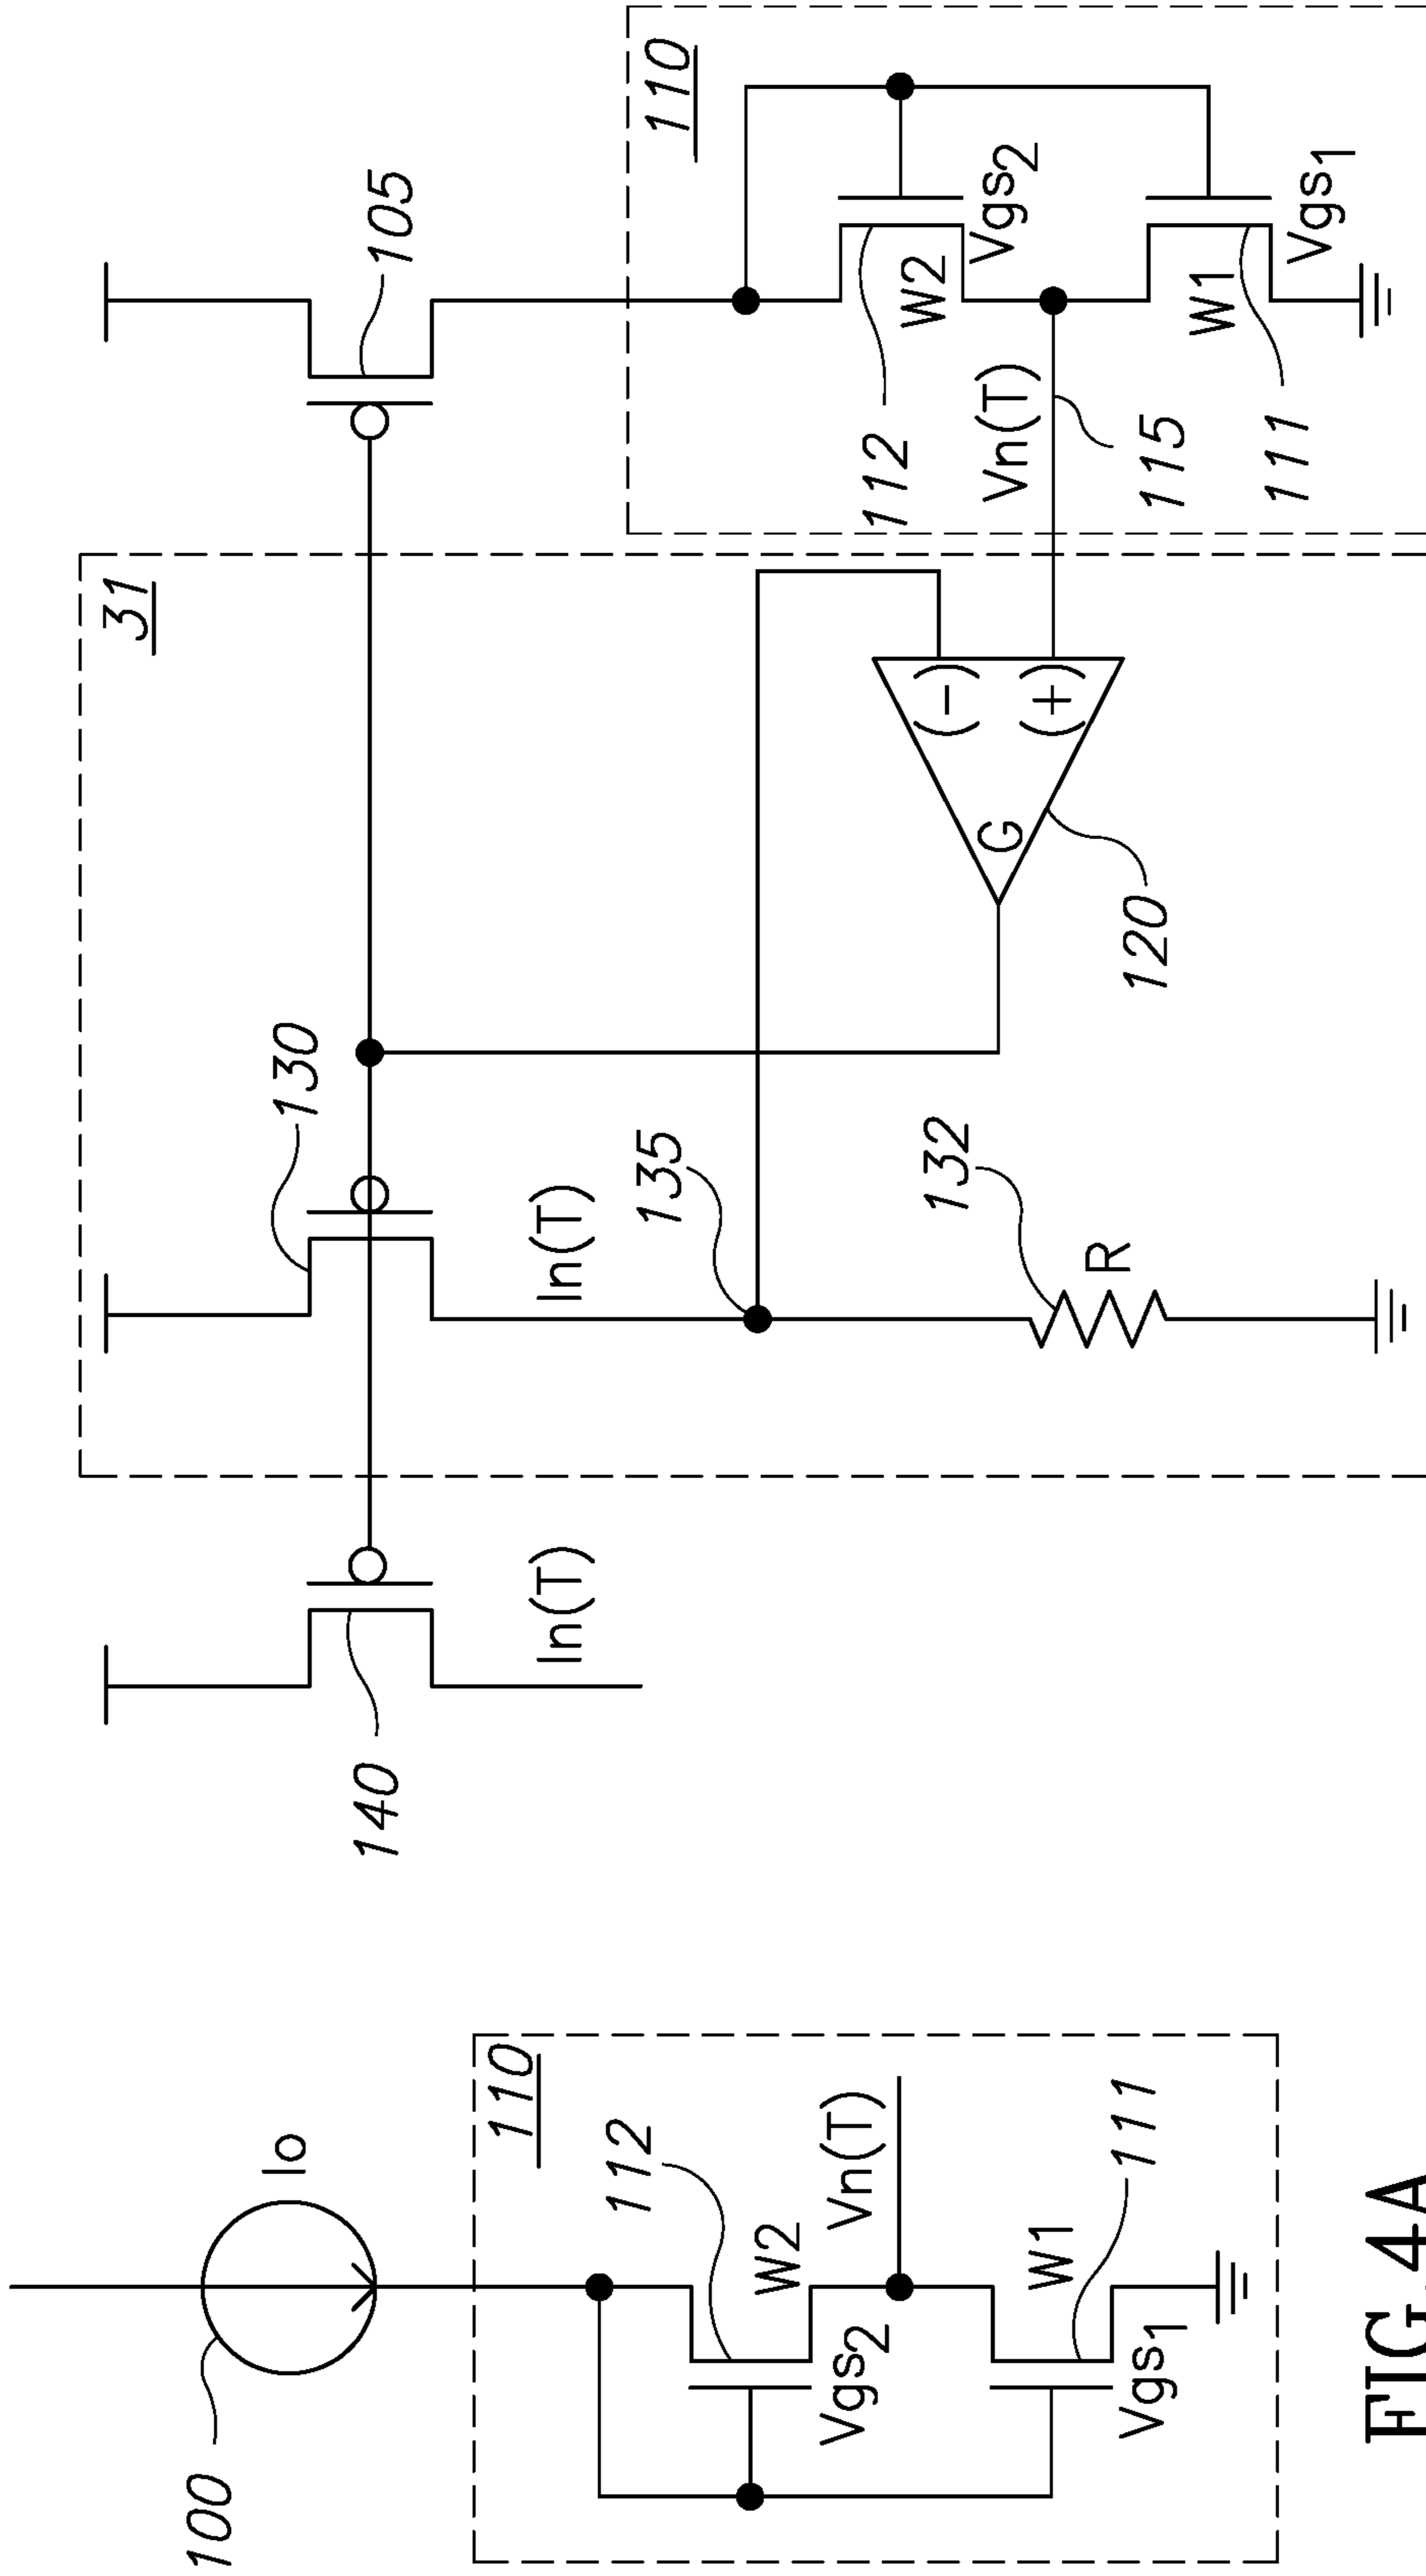 100
Io
110
112
W2
Vgs2
Vn(T)
W1
Vgs1
111
FIG. 4A
140
In(T)
31
130
In(T)
135
132
R
120
G
(-)
(+)
105
110
112
W2
Vgs2
Vn(T)
115
W1
Vgs1
111